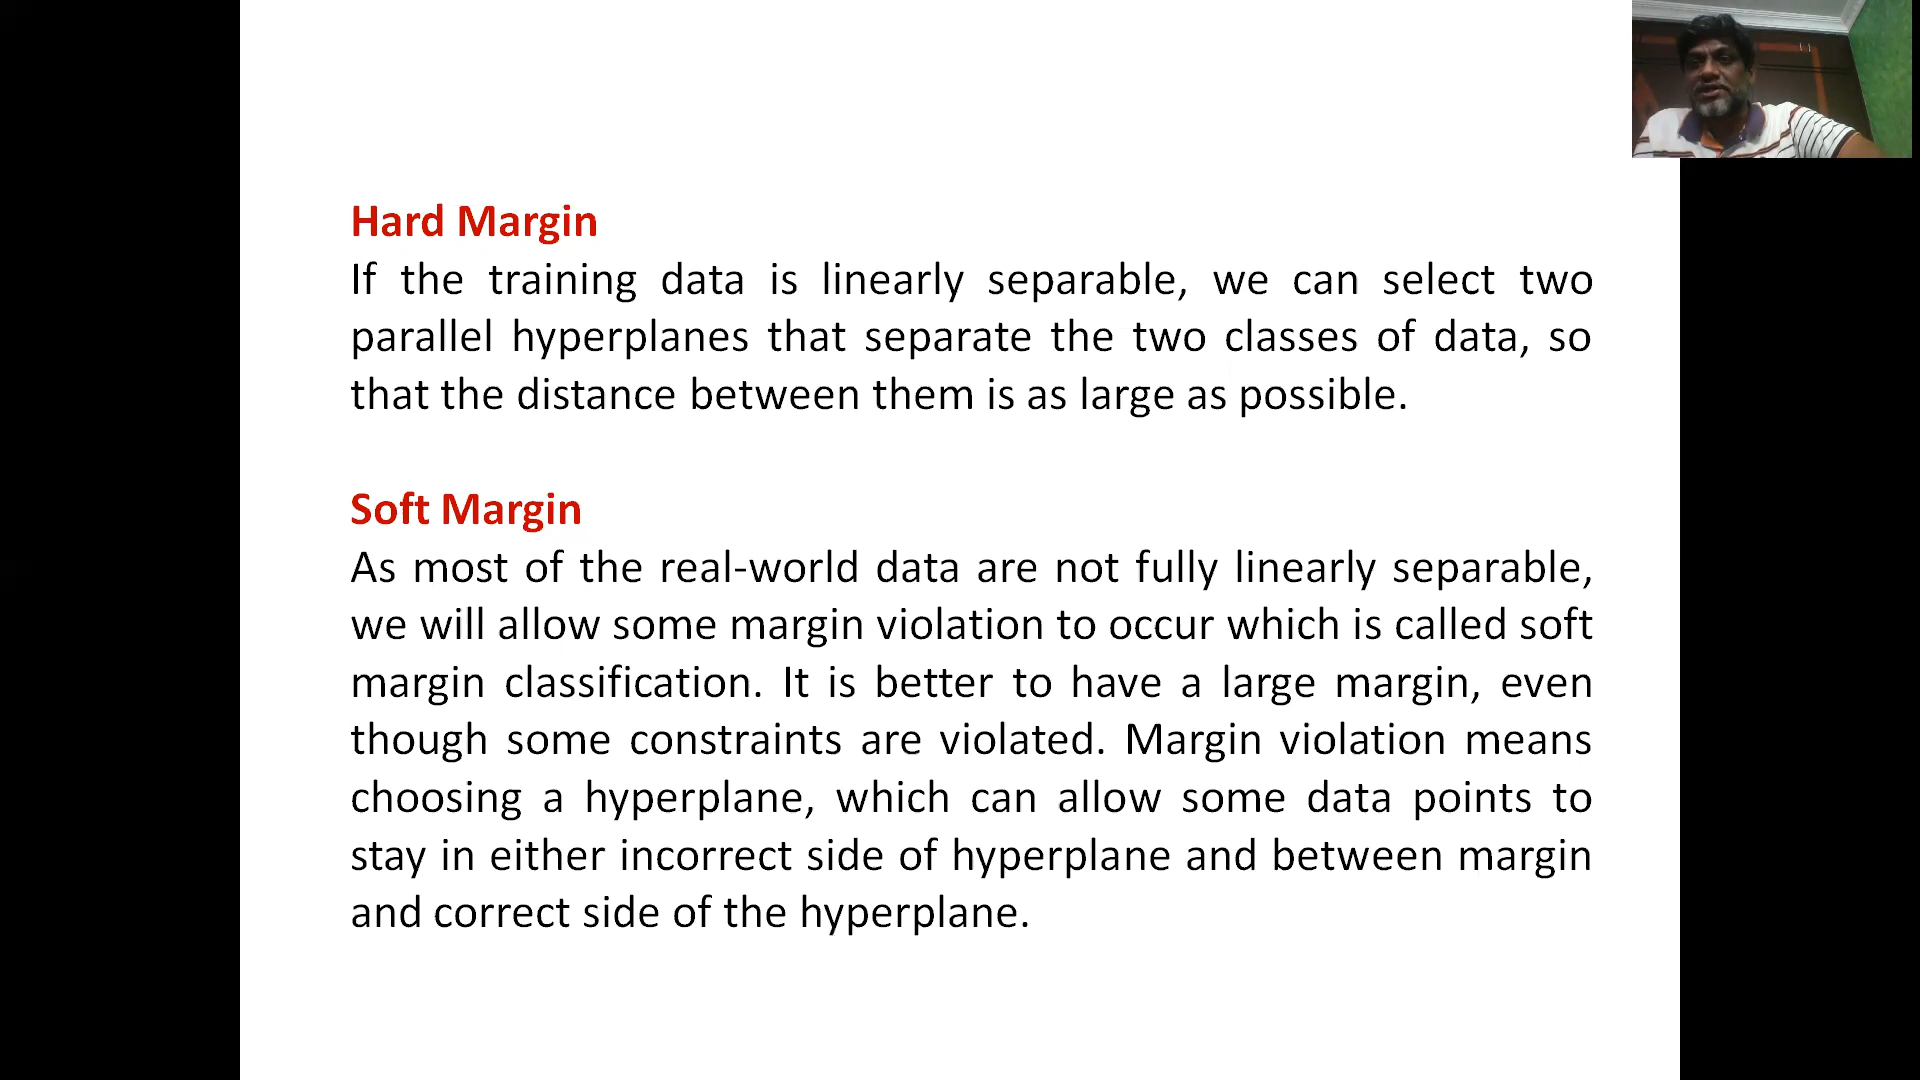 Hard Margin
If the training data is linearly separable, we can select two
parallel hyperplanes that separate the two classes of data, so
that the distance between them is as large as possible.
Soft Margin
As most of the real-world data are not fully linearly separable,
we will allow some margin violation to occur which is called soft
margin classification. It is better to have a large margin, even
though some constraints are violated. Margin violation means
choosing a hyperplane, which can allow some data points to
stay in either incorrect side of hyperplane and between margin
and correct side of the hyperplane.